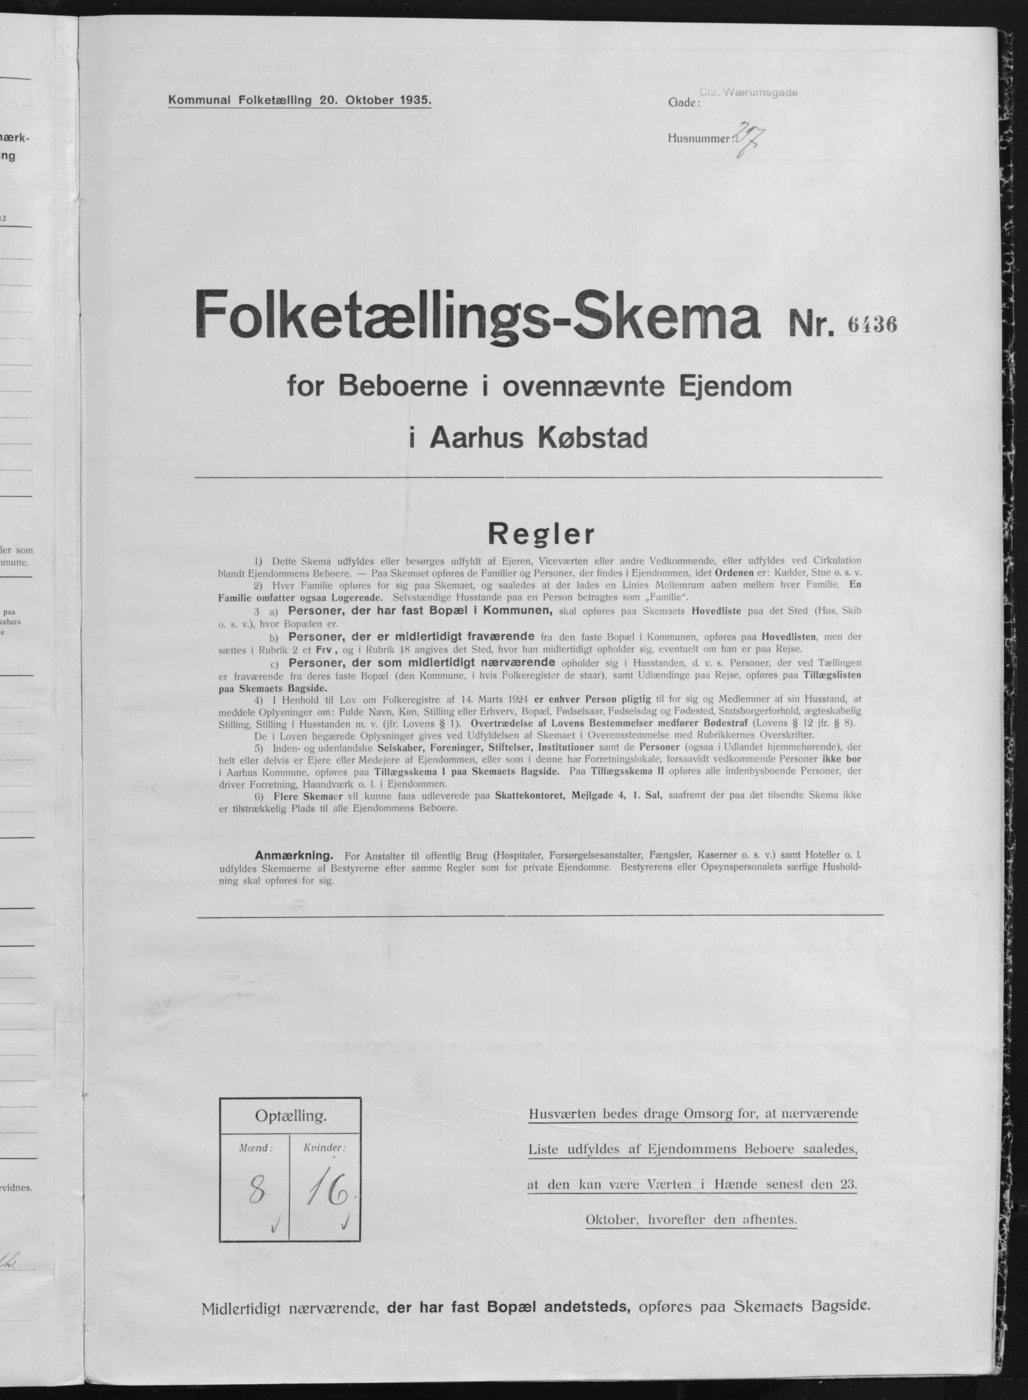 Kommunal Folketælling 20. Oktober 1935.
Gade: Chr. Wærumsgade
Husnummer: 27
Folketællings-Skema Nr. 6436
for Beboerne i ovennævnte Ejendom
i Aarhus Købstad
Regler
1) Dette Skema udfyldes eller besørges udfyldt af Ejeren, Viceværten eller andre Vedkommende, eller udfyldes ved Cirkulation
blandt Ejendommens Beboere. — Paa Skemaet opføres de Familier og Personer, der findes i Ejendommen, idet Ordenen er: Kælder, Stue o. s. v.
2) Hver Familie opføres for sig paa Skemaet, og saaledes at der lades en Linies Mellemrum aaben mellem hver Familie. En
Familie omfatter ogsaa Logerende. Selvstændige Husstande paa en Person betragtes som „Familie“.
3 a) Personer, der har fast Bopæl i Kommunen, skal opføres paa Skemaets Hovedliste paa det Sted (Hus, Skib
o. s. v.), hvor Bopælen er.
b) Personer, der er midlertidigt fraværende fra den faste Bopæl i Kommunen, opføres paa Hovedlisten, men der
sættes i Rubrik 2 et Frv., og i Rubrik 18 angives det Sted, hvor han midlertidigt opholder sig, eventuelt om han er paa Rejse.
c) Personer, der som midlertidigt nærværende opholder sig i Husstanden, d. v. s. Personer, der ved Tællingen
er fraværende fra deres faste Bopæl (den Kommune, i hvis Folkeregister de staar), samt Udlændinge paa Rejse, opføres paa Tillægslisten
paa Skemaets Bagside.
4) I Henhold til Lov om Folkeregistre af 14. Marts 1924 er enhver Person pligtig til for sig og Medlemmer af sin Husstand, at
meddele Oplysninger om: Fulde Navn, Køn, Stilling eller Erhverv, Bopæl, Fødselsaar, Fødselsdag og Fødested, Statsborgerforhold, ægteskabelig
Stilling, Stilling i Husstanden m. v. (jfr. Lovens § 1). Overtrædelse af Lovens Bestemmelser medfører Bødestraf (Lovens § 12 jfr. § 8).
De i Loven begærede Oplysninger gives ved Udfyldelsen af Skemaet i Overensstemmelse med Rubrikkernes Overskrifter.
5) Inden- og udenlandske Selskaber, Foreninger, Stiftelser, Institutioner samt de Personer (ogsaa i Udlandet hjemmehørende), der
helt eller delvis er Ejere eller Medejere af Ejendommen, eller som i denne har Forretningslokale, forsaavidt vedkommende Personer ikke bor
i Aarhus Kommune, opføres paa Tillægsskema I paa Skemaets Bagside. Paa Tillægsskema II opføres alle indenbysboende Personer, der
driver Forretning, Haandværk o. l. i Ejendommen.
6) Flere Skemaer vil kunne faas udleverede paa Skattekontoret, Mejlgade 4, 1. Sal, saafremt der paa det tilsendte Skema ikke
er tilstrækkelig Plads til alle Ejendommens Beboere.
Anmærkning. For Anstalter til offentlig Brug (Hospitaler, Forsørgelsesanstalter, Fængsler, Kaserner o. s. v.) samt Hoteller o. l.
udfyldes Skemaerne af Bestyrerne efter samme Regler som for private Ejendomme. Bestyrerens eller Opsynspersonalets særlige Hushold-
ning skal opføres for sig.
Optælling.
Mænd: Kvinder:
8 16
Husværten bedes drage Omsorg for, at nærværende
Liste udfyldes af Ejendommens Beboere saaledes,
at den kan være Værten i Hænde senest den 23.
Oktober, hvorefter den afhentes.
Midlertidigt nærværende, der har fast Bopæl andetsteds, opføres paa Skemaets Bagside.